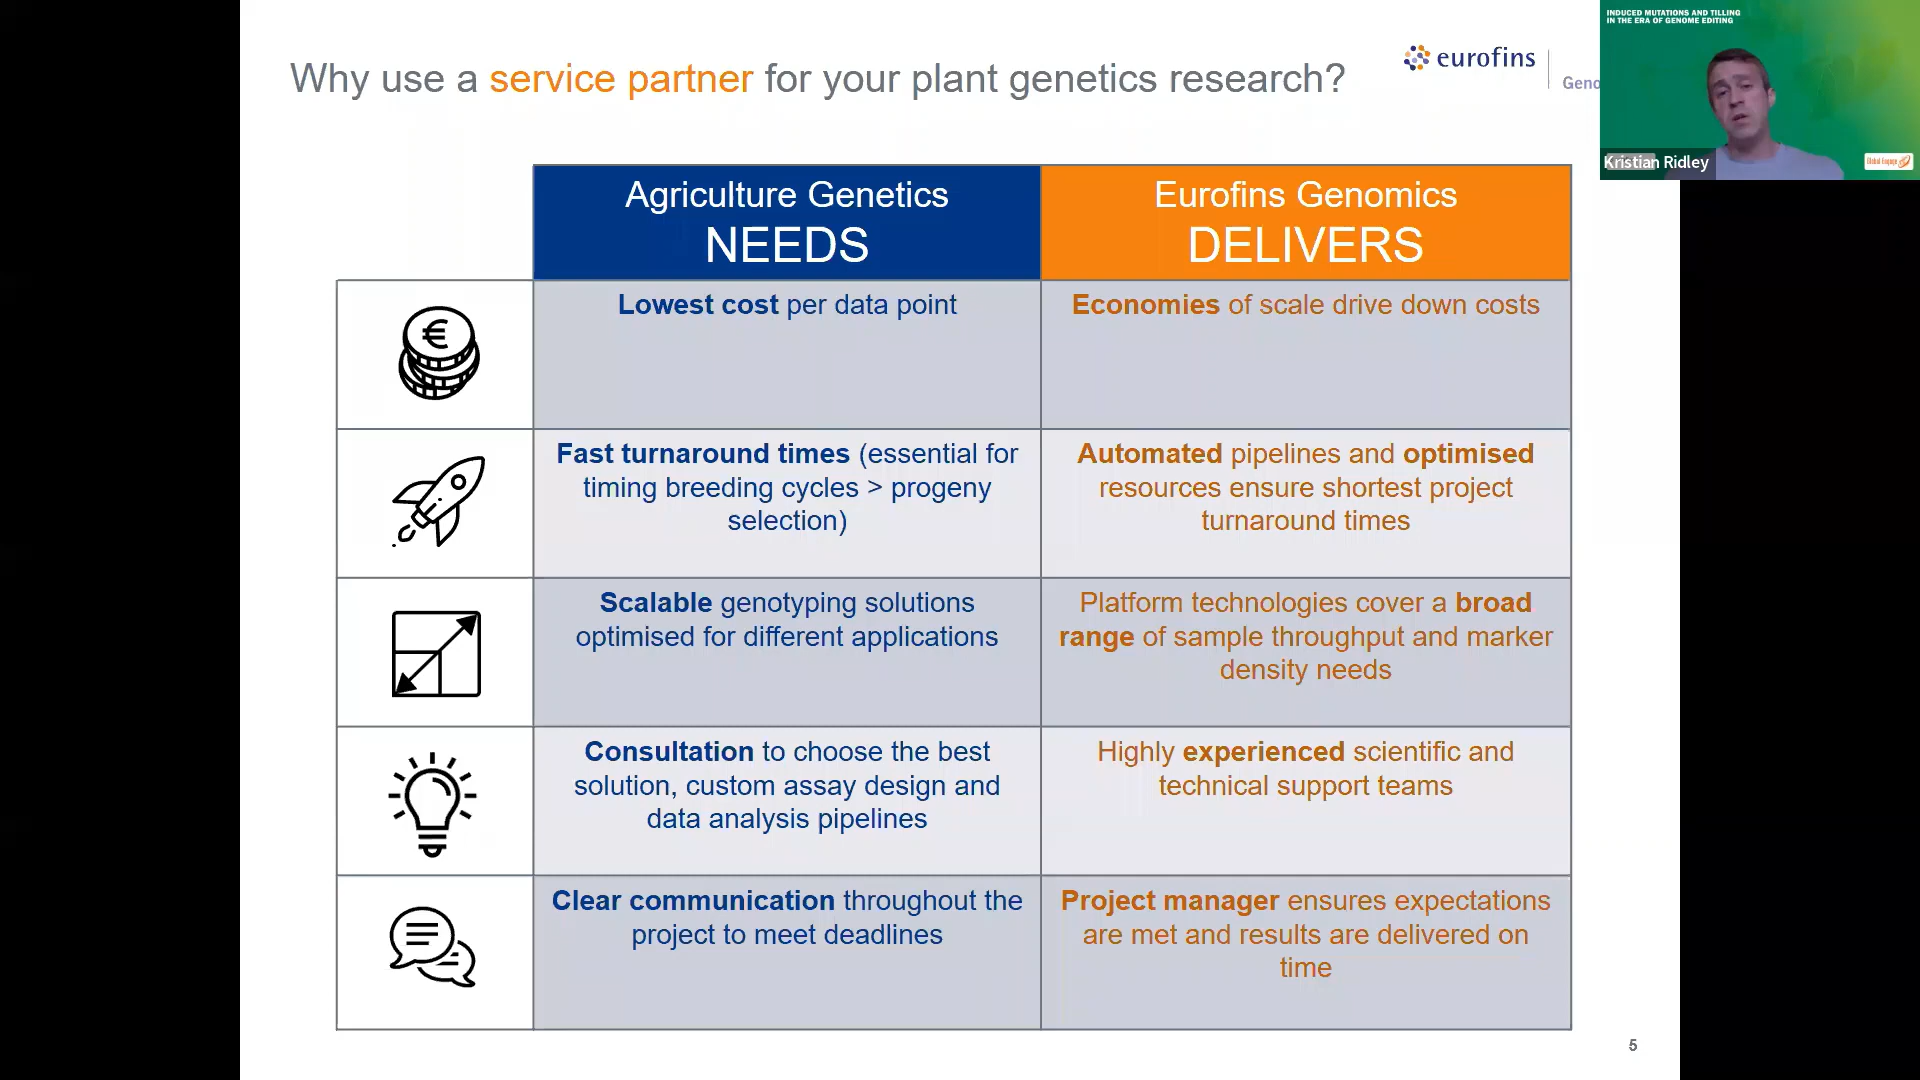 INDUCED MUTATIONS AND TILLING
IN THE ERA OF GENOME EDITING
Why use a service partner for your plant genetics research?
eurofins
Geno
Kristian Ridley
Global Engage
Agriculture Genetics
NEEDS
Eurofins Genomics
DELIVERS
€
Lowest cost per data point
Economies of scale drive down costs
Fast turnaround times (essential for
timing breeding cycles > progeny
selection)
Automated pipelines and optimised
resources ensure shortest project
turnaround times
Scalable genotyping solutions
optimised for different applications
Platform technologies cover a broad
range of sample throughput and marker
density needs
Consultation to choose the best
solution, custom assay design and
data analysis pipelines
Highly experienced scientific and
technical support teams
Clear communication throughout the
project to meet deadlines
Project manager ensures expectations
are met and results are delivered on
time
5